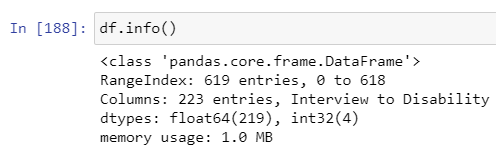 In [188]: df.info()
<class 'pandas.core.frame.DataFrame'>
RangeIndex: 619 entries, 0 to 618
Columns: 223 entries, Interview to Disability
dtypes: float64(219), int32(4)
memory usage: 1.0 MB